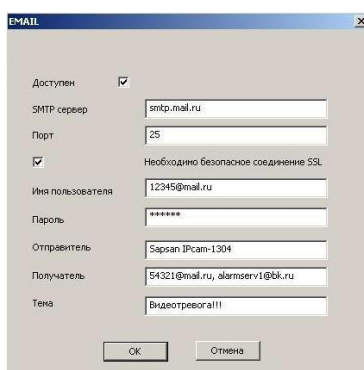 EMAIL
Доступен
SMTP сервер smtp.mail.ru
Порт 25
Необходимо безопасное соединение SSL
Имя пользователя 12345@mail.ru
Пароль ******
Отправитель Sapsan IPcam-1304
Получатель 54321@mail.ru, alarmserv1@bk.ru
Тема Видеотревога!!!
OK Отмена